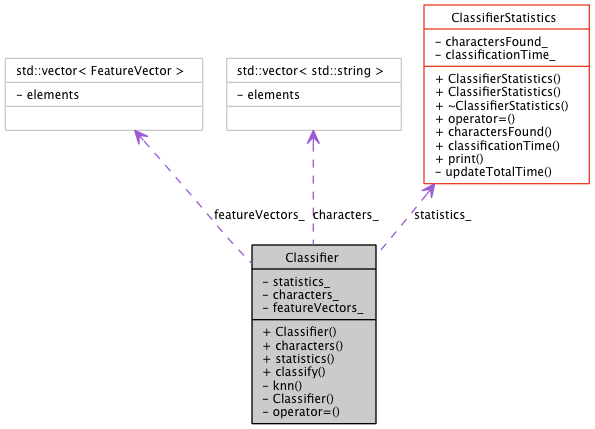 ClassifierStatistics
- charactersFound_
- classificationTime_
+ ClassifierStatistics()
+ ClassifierStatistics()
+ ~ClassifierStatistics()
+ operator=()
+ charactersFound()
+ classificationTime()
+ print()
- updateTotalTime()
std::vector< FeatureVector >
- elements
std::vector< std::string >
- elements
featureVectors_
characters_
statistics_
Classifier
- statistics_
- characters_
- featureVectors_
+ Classifier()
+ characters()
+ statistics()
+ classify()
- knn()
- Classifier()
- operator=()